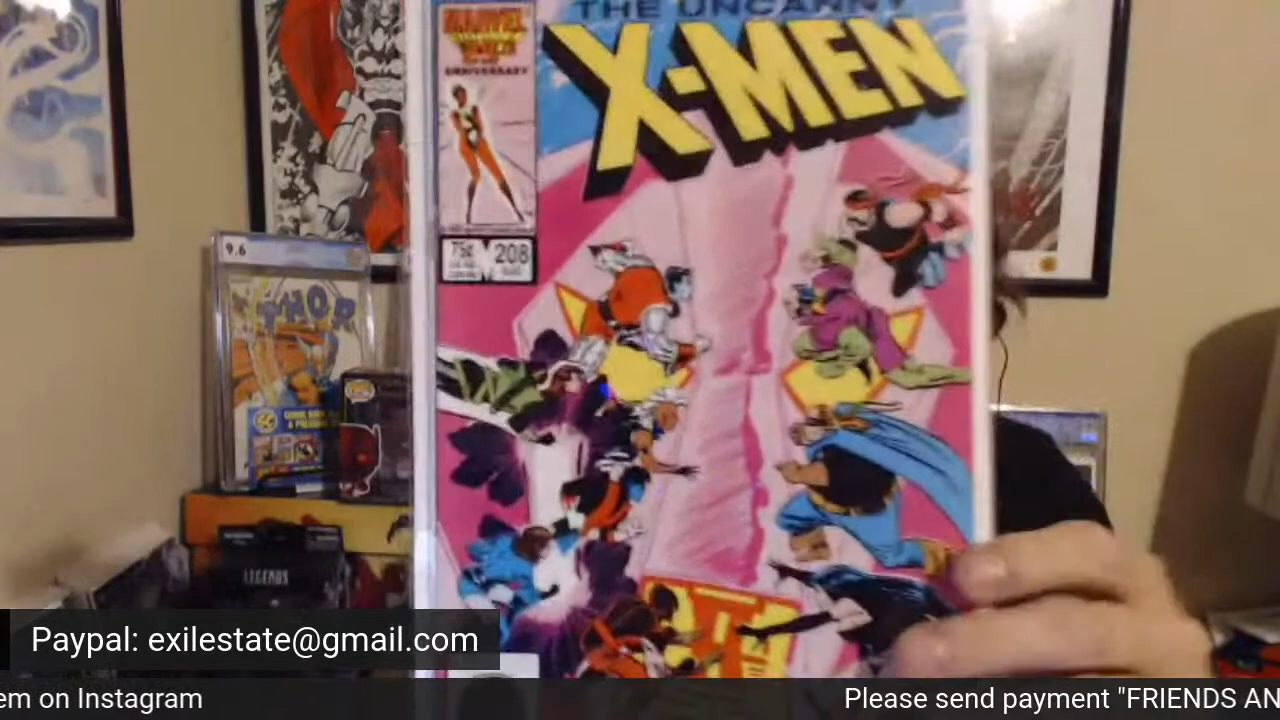 THE UNCANNY
X-MEN
MARVEL
ANNIVERSARY
75¢
208
9.6
THOR
LEGENDS
Paypal: exilestate@gmail.com
em on Instagram
Please send payment "FRIENDS AN